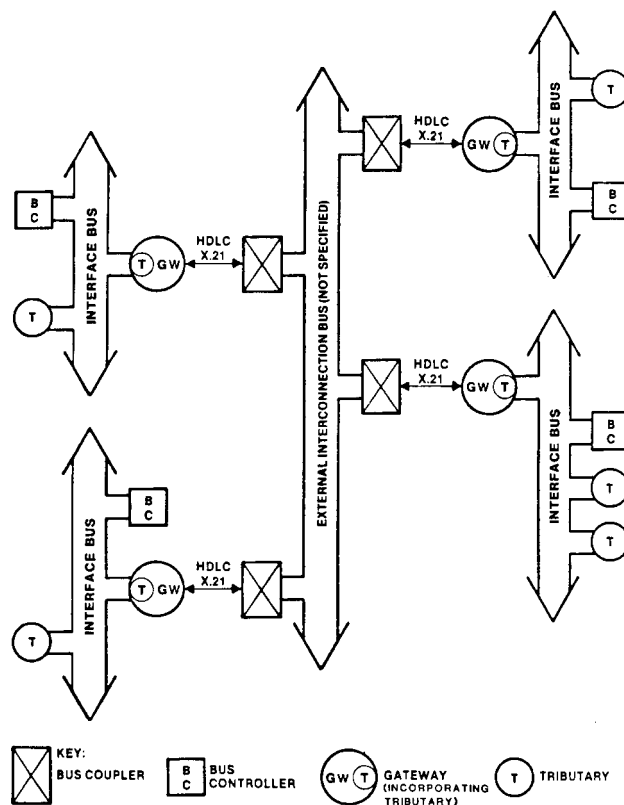 HDLC
X.21
GW
T
INTERFACE BUS
T
B
C
B
C
INTERFACE BUS
T
T
GW
HDLC
X.21
EXTERNAL INTERCONNECTION BUS (NOT SPECIFIED)
HDLC
X.21
GW
T
INTERFACE BUS
B
C
T
T
INTERFACE BUS
B
C
T
GW
HDLC
X.21
T
KEY:
BUS COUPLER
B
C
BUS
CONTROLLER
GW
T
GATEWAY
(INCORPORATING
TRIBUTARY)
T
TRIBUTARY